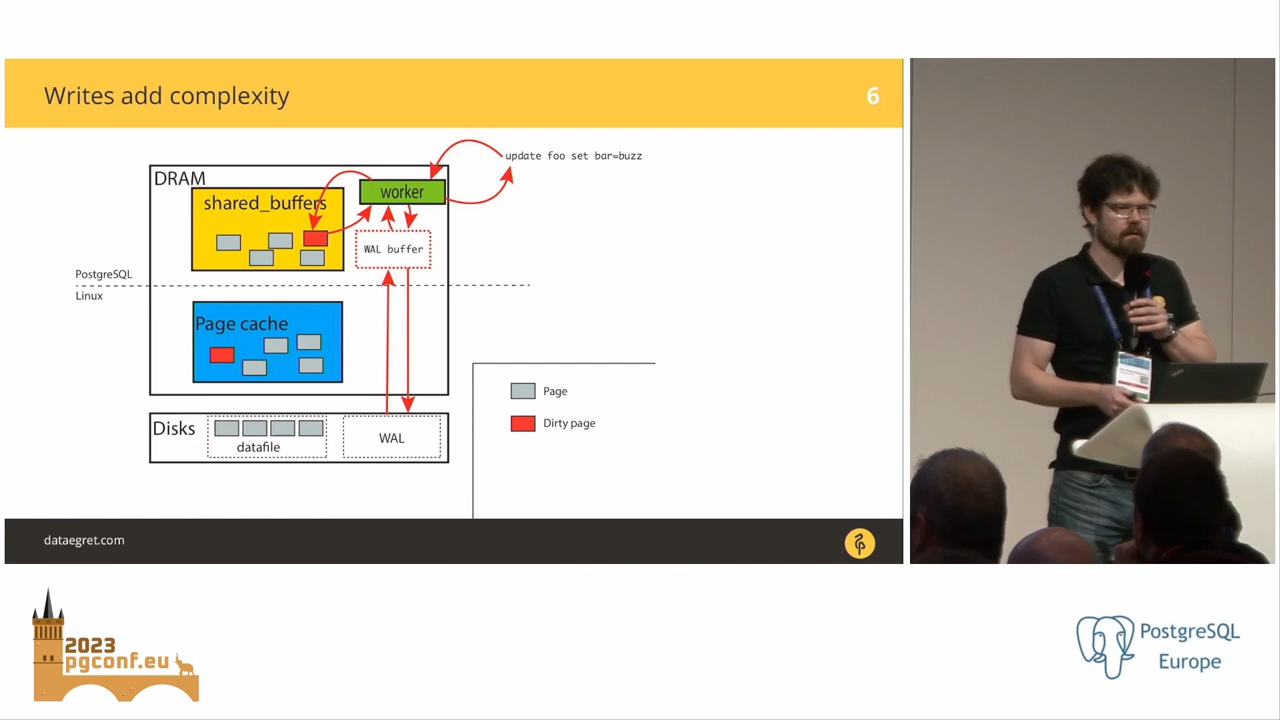 Writes add complexity
6
update foo set bar=buzz
DRAM
worker
shared_buffers
WAL buffer
PostgreSQL
Linux
Page cache
Page
Dirty page
Disks
WAL
datafile
dataegret.com
2023
pgconf.eu
PostgreSQL
Europe